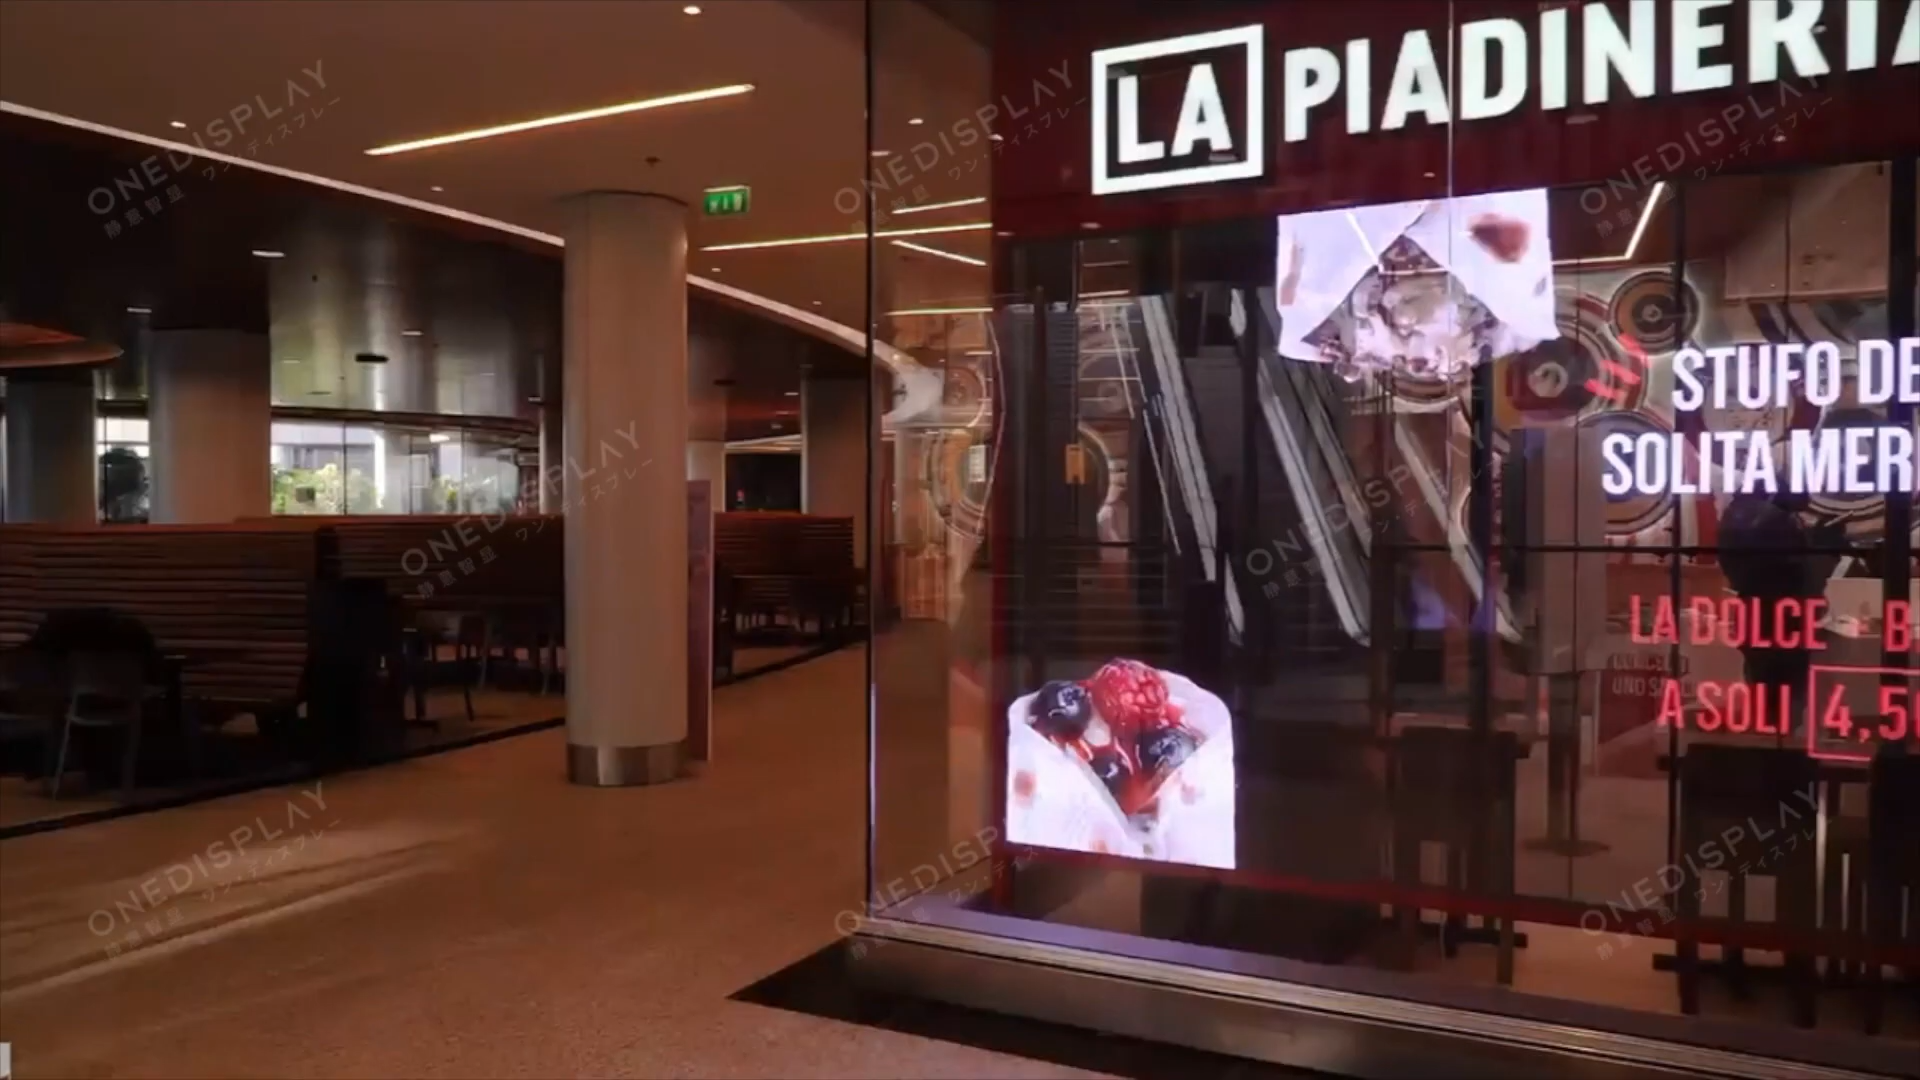 LA PIADINERIA
STUFO DE
SOLITA MER
LA DOLCE
A SOLI 4,5
ONEDISPLAY
静意智显 ワン・ディスプレー